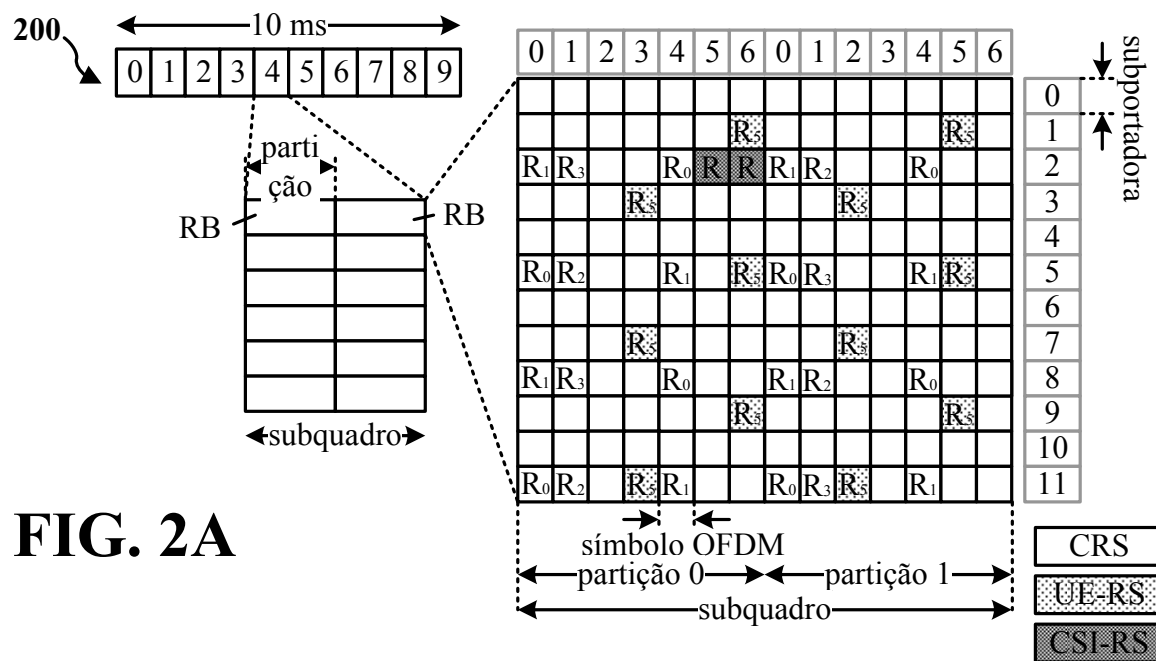 200
10 ms
0 1 2 3 4 5 6 7 8 9
parti
ção
RB
RB
subquadro
0 1 2 3 4 5 6 0 1 2 3 4 5 6
subportadora
0
R5 R5 1
R1 R3 R0 R R R1 R2 R0 2
R5 R5 3
4
R0 R2 R1 R5 R0 R3 R1 R5 5
6
R5 R5 7
R1 R3 R0 R1 R2 R0 8
R5 R5 9
10
R0 R2 R5 R1 R0 R3 R5 R1 11
símbolo OFDM
partição 0
partição 1
subquadro
CRS
UE-RS
CSI-RS
FIG. 2A